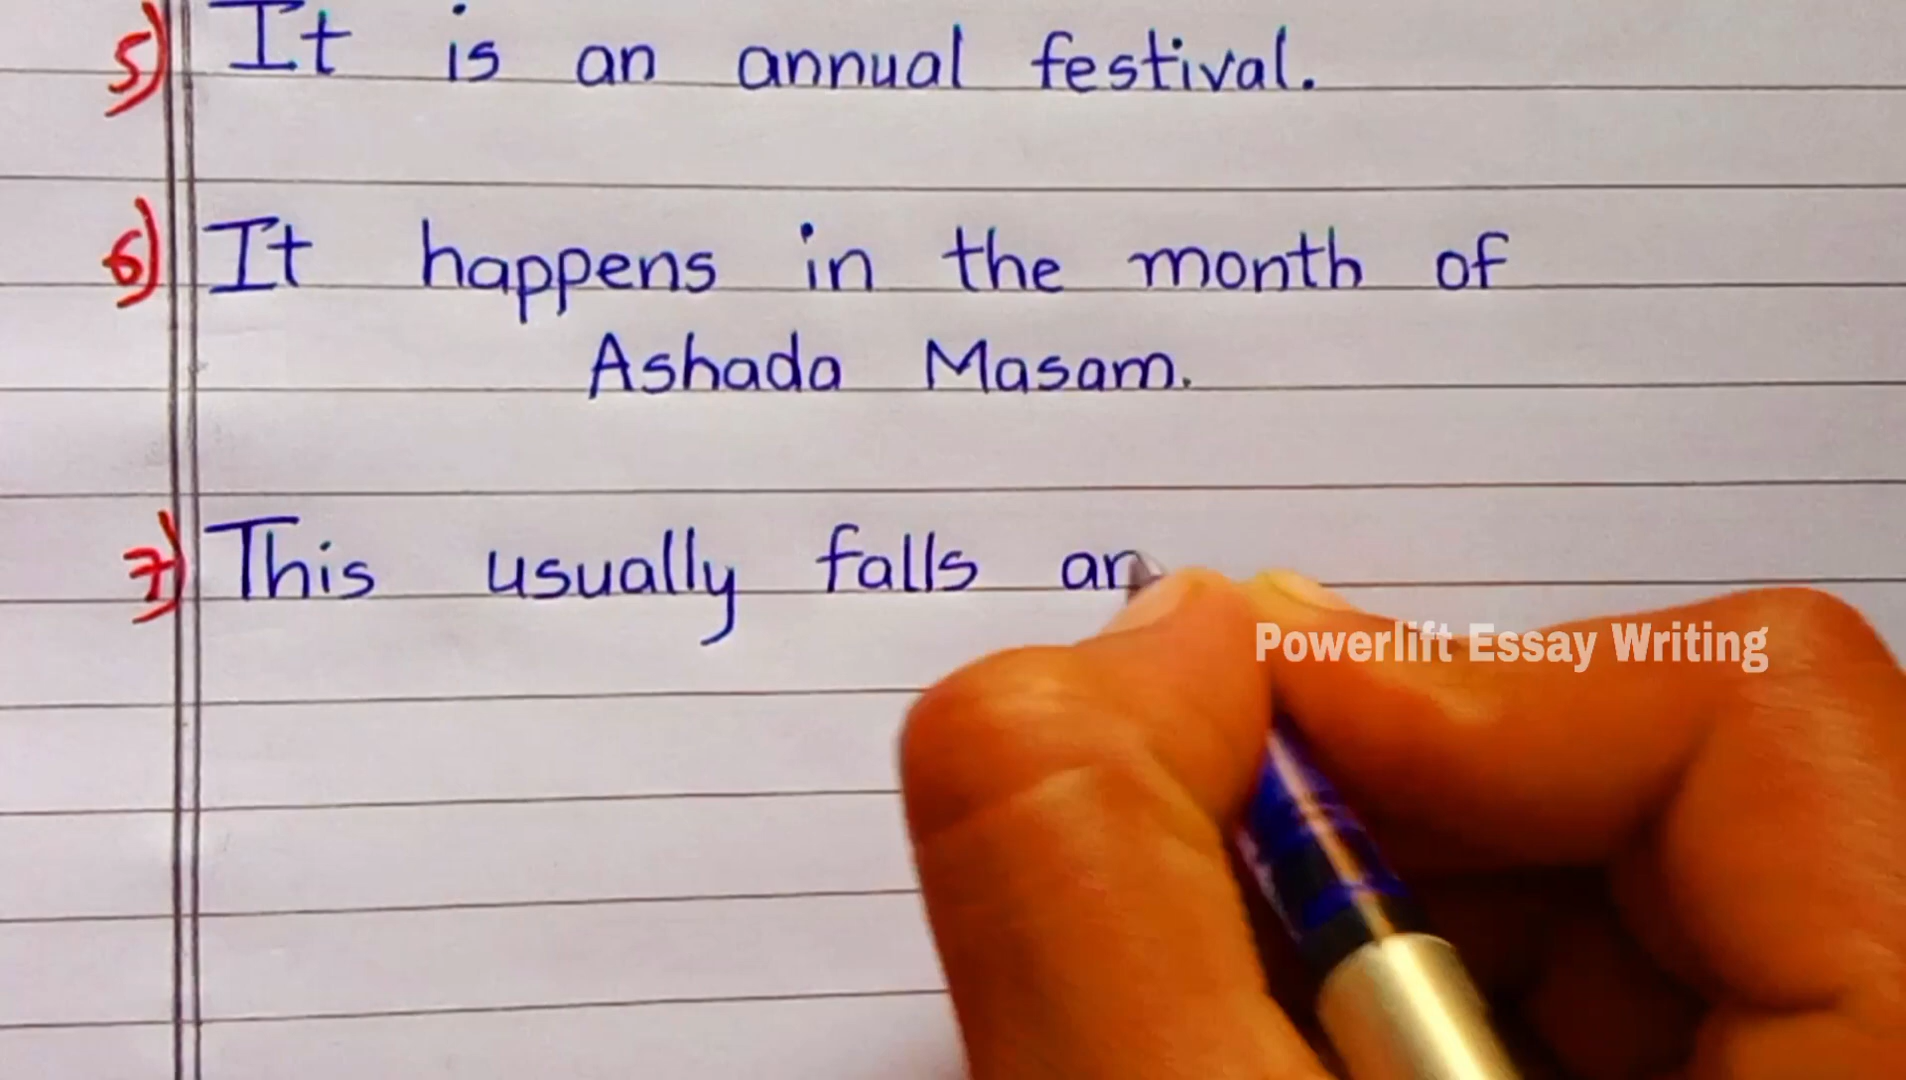 5) It is an annual festival.
6) It happens in the month of
Ashada Masam.
7) This usually falls ar
Powerlift Essay Writing